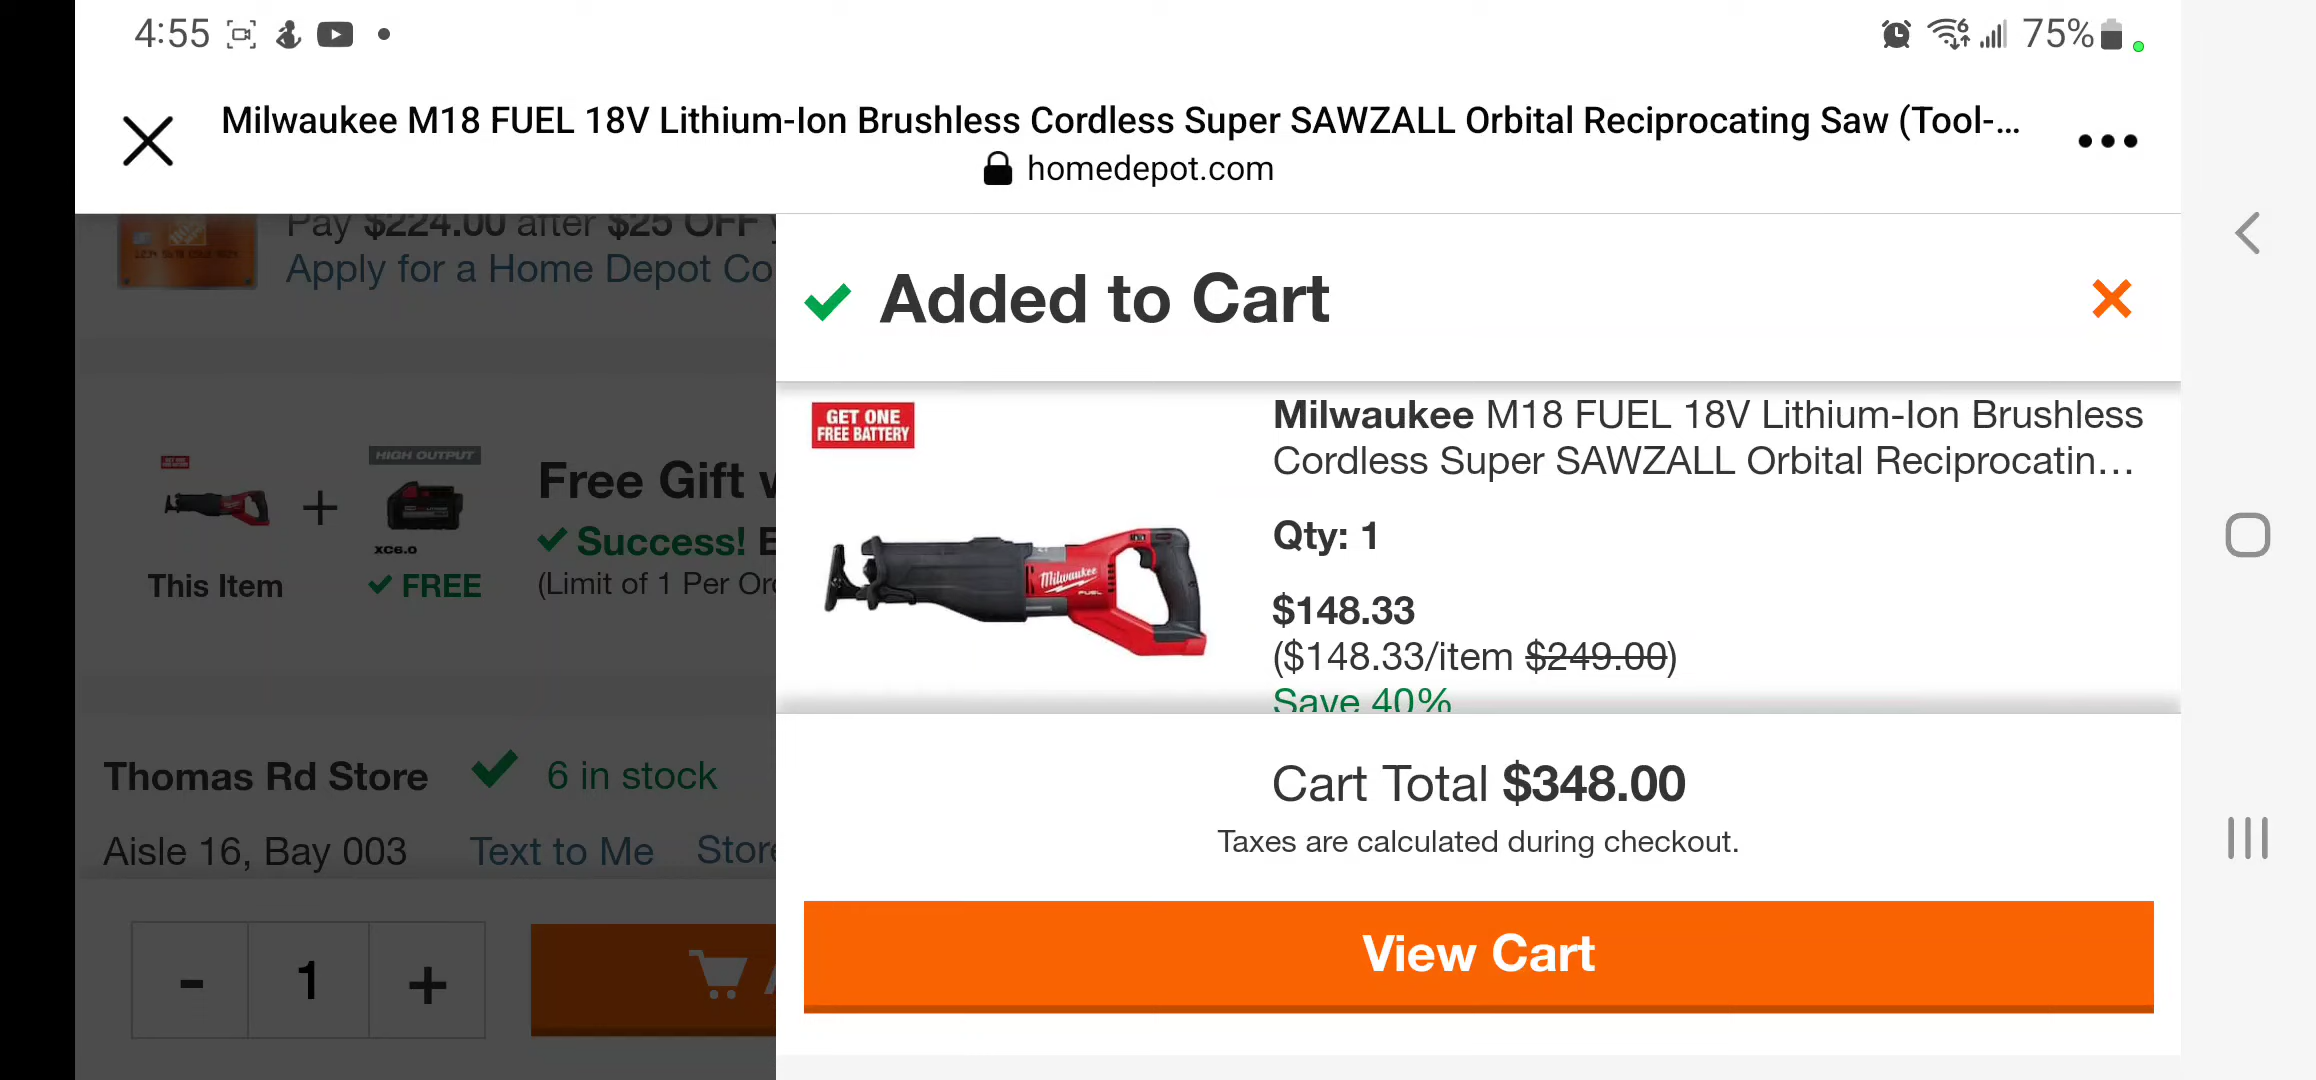 4:55
75%
Milwaukee M18 FUEL 18V Lithium-Ion Brushless Cordless Super SAWZALL Orbital Reciprocating Saw (Tool-...
homedepot.com
Pay $224.00 after $25 OFF
Apply for a Home Depot Co
Added to Cart
GET ONE
FREE BATTERY
Milwaukee M18 FUEL 18V Lithium-Ion Brushless
Cordless Super SAWZALL Orbital Reciprocatin...
Milwaukee
FUEL
Qty: 1
$148.33
($148.33/item $249.00)
Save 40%
HIGH OUTPUT
+
XC6.0
This Item
FREE
Free Gift
Success!
(Limit of 1 Per Or
Thomas Rd Store
6 in stock
Aisle 16, Bay 003
Text to Me
Store
- 1 +
Cart Total $348.00
Taxes are calculated during checkout.
View Cart